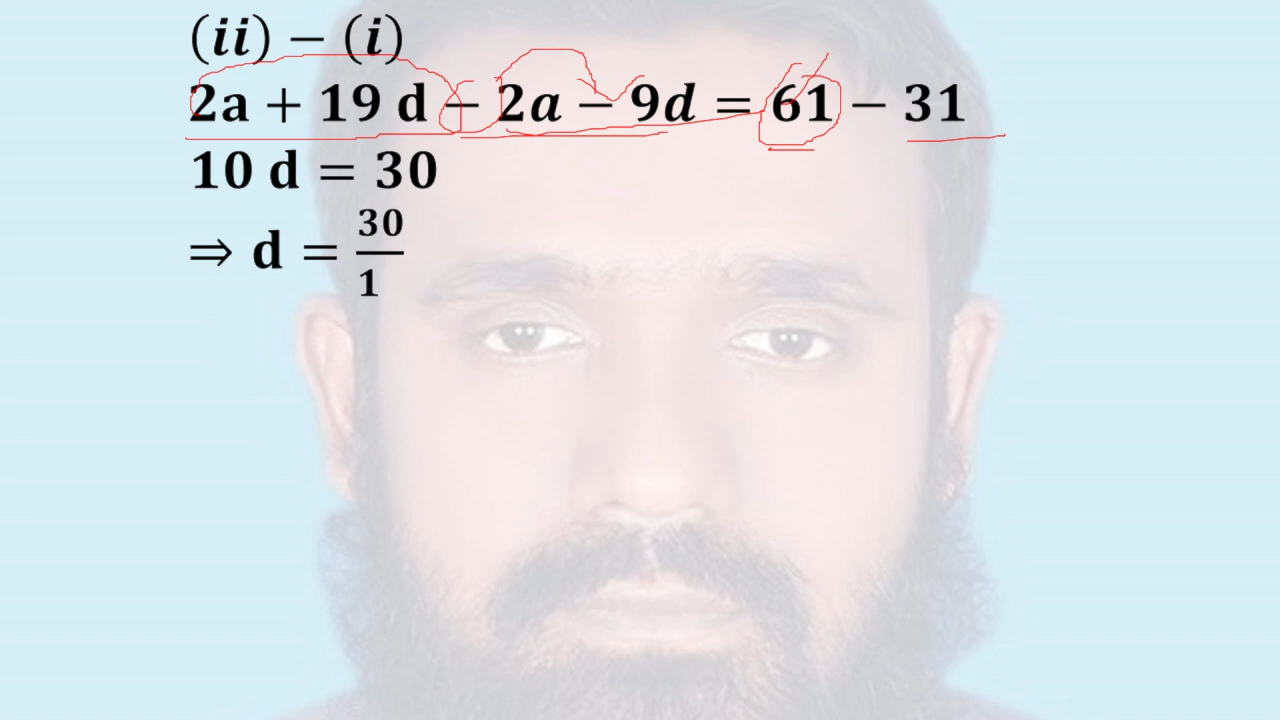 (ii) − (i)
2a + 19 d − 2a − 9d = 61 − 31
10 d = 30
⇒ d = 30/1